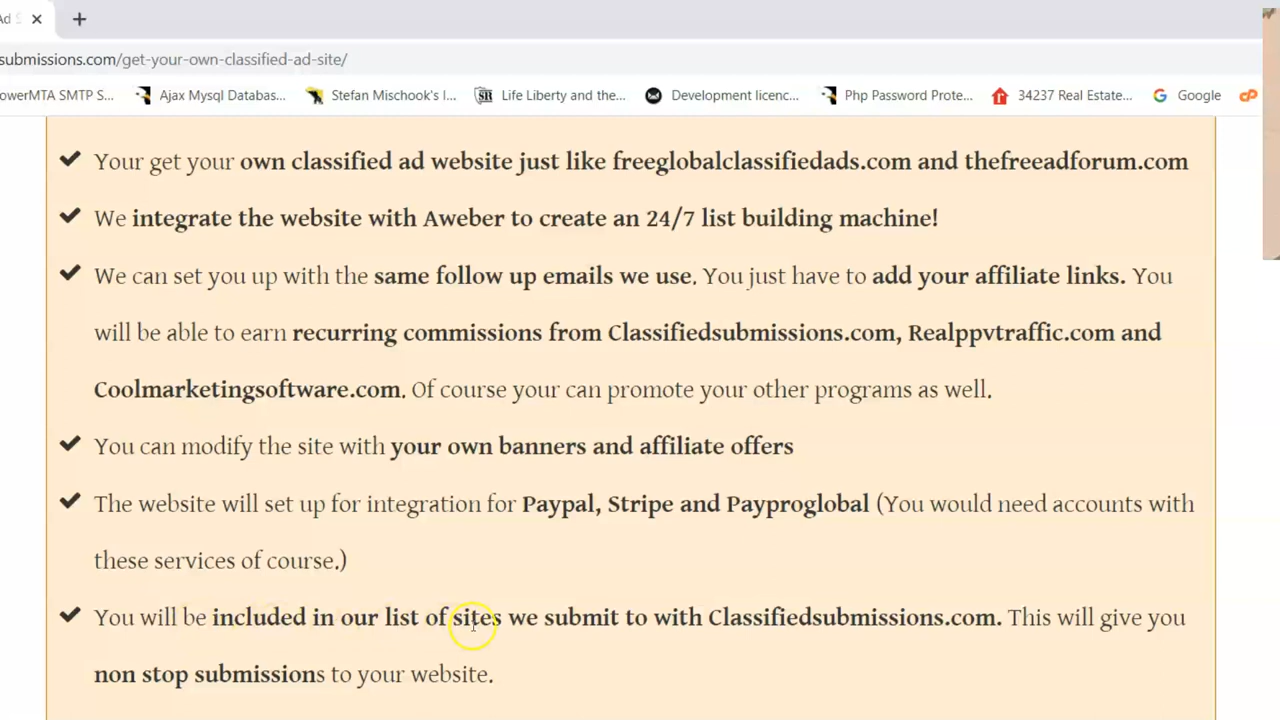 Ad S
submissions.com/get-your-own-classified-ad-site/
owerMTA SMTP S... Ajax Mysql Databas... Stefan Mischook's I... Life Liberty and the... Development licenc... Php Password Prote... 34237 Real Estate... Google
Your get your own classified ad website just like freeglobalclassifiedads.com and thefreeadforum.com
We integrate the website with Aweber to create an 24/7 list building machine!
We can set you up with the same follow up emails we use. You just have to add your affiliate links. You
will be able to earn recurring commissions from Classifiedsubmissions.com, Realppvtraffic.com and
Coolmarketingsoftware.com. Of course your can promote your other programs as well.
You can modify the site with your own banners and affiliate offers
The website will set up for integration for Paypal, Stripe and Payproglobal (You would need accounts with
these services of course.)
You will be included in our list of sites we submit to with Classifiedsubmissions.com. This will give you
non stop submissions to your website.